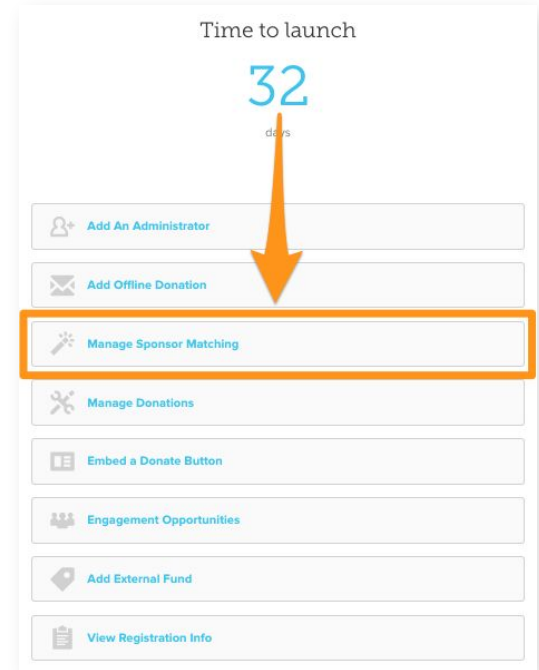 Time to launch
32
days
Add An Administrator
Add Offline Donation
Manage Sponsor Matching
Manage Donations
Embed a Donate Button
Engagement Opportunities
Add External Fund
View Registration Info